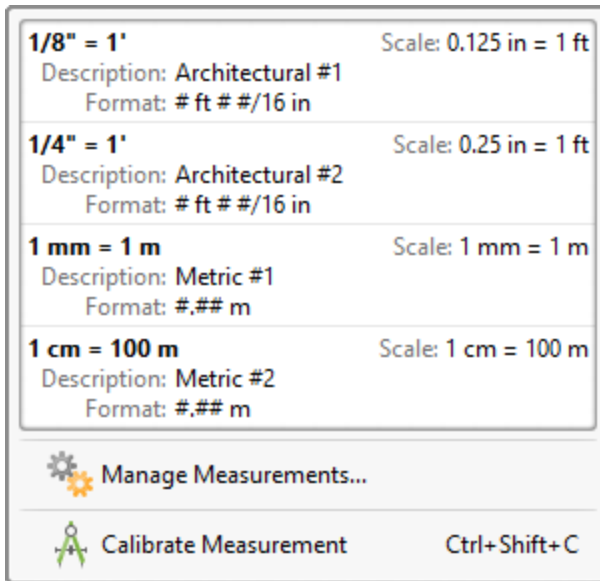 1/8" = 1' Scale: 0.125 in = 1 ft
Description: Architectural #1
Format: # ft # #/16 in
1/4" = 1' Scale: 0.25 in = 1 ft
Description: Architectural #2
Format: # ft # #/16 in
1 mm = 1 m Scale: 1 mm = 1 m
Description: Metric #1
Format: #.## m
1 cm = 100 m Scale: 1 cm = 100 m
Description: Metric #2
Format: #.## m
Manage Measurements...
Calibrate Measurement Ctrl+Shift+C